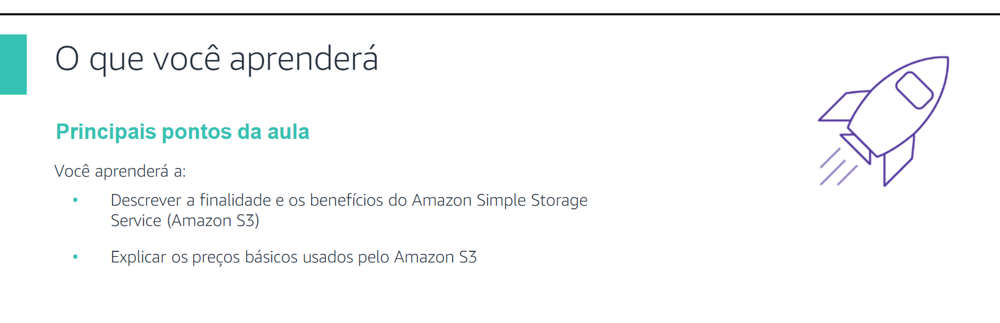 O que você aprenderá
Principais pontos da aula
Você aprenderá a:
• Descrever a finalidade e os benefícios do Amazon Simple Storage
Service (Amazon S3)
• Explicar os preços básicos usados pelo Amazon S3